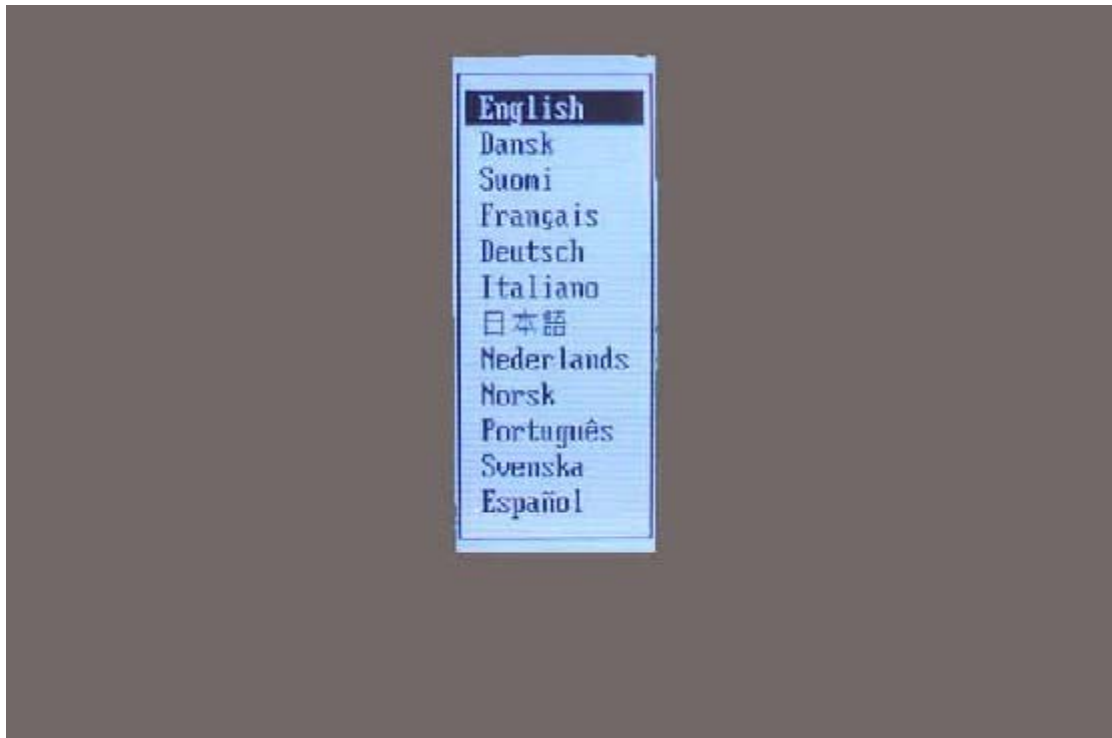 English
Dansk
Suomi
Français
Deutsch
Italiano
日本語
Nederlands
Norsk
Português
Svenska
Español